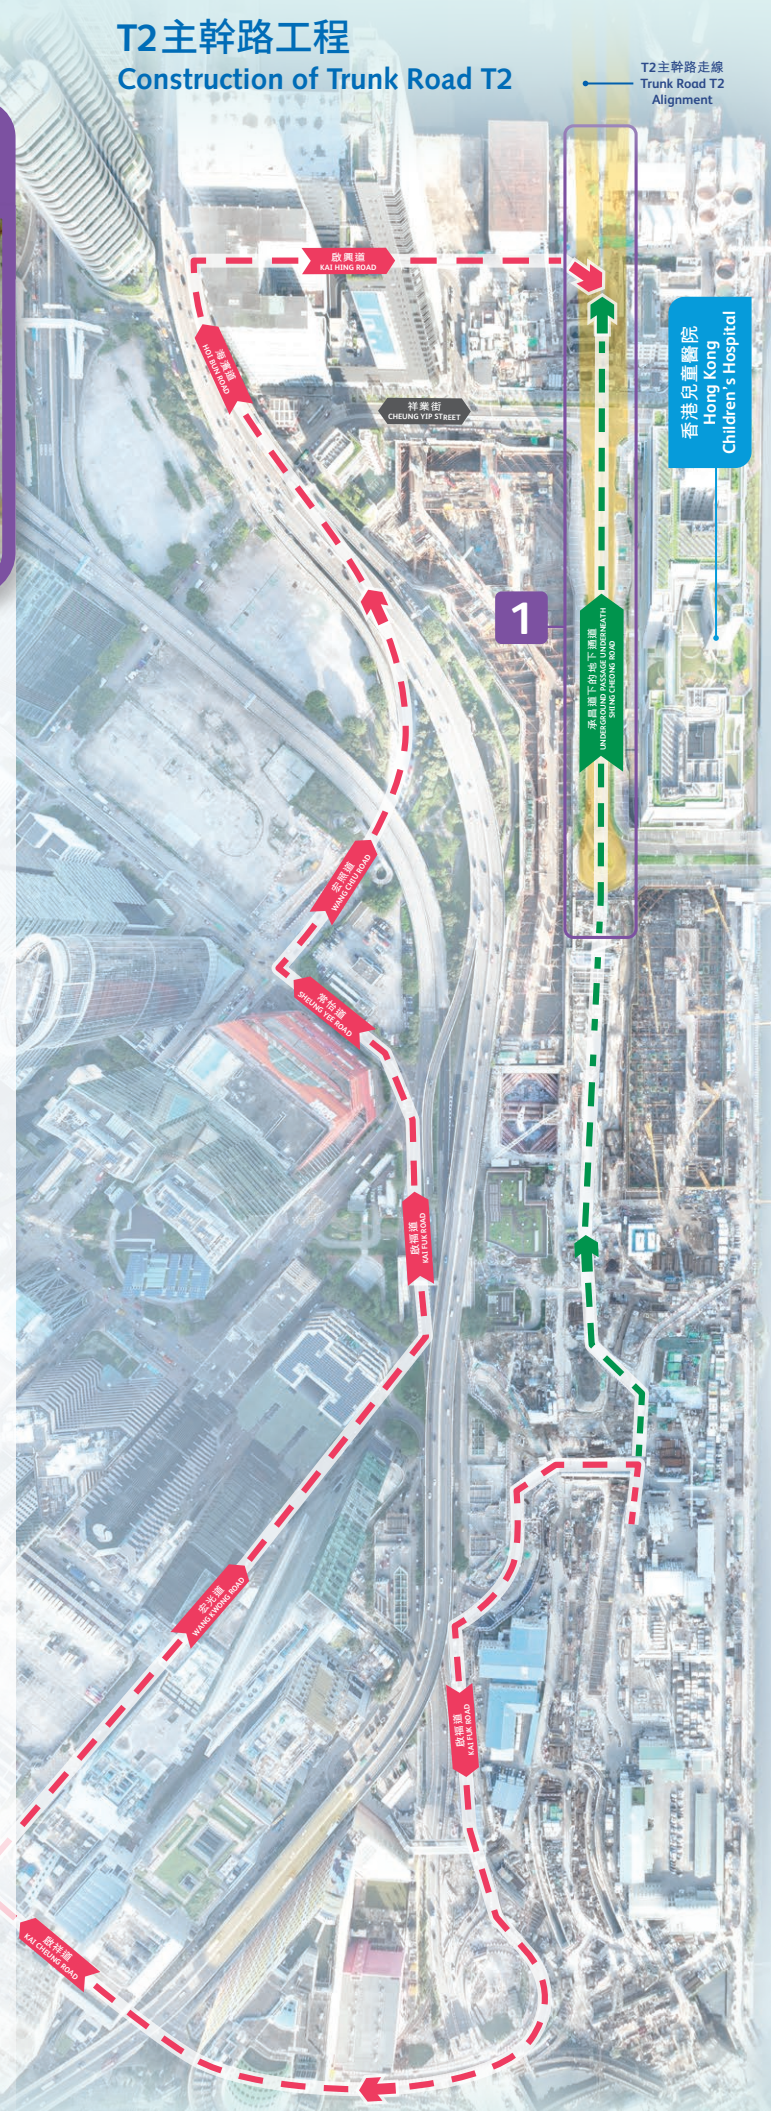 T2主幹路工程
Construction of Trunk Road T2
T2主幹路走線
Trunk Road T2
Alignment
啟興道
KAI HING ROAD
海濱道
HOI BUN ROAD
香港兒童醫院
Hong Kong
Children's Hospital
祥業街
CHEUNG YIP STREET
1
承昌道下的地下通道
UNDERGROUND PASSAGE UNDERNEATH
SHING CHEONG ROAD
宏照道
WANG CHIU ROAD
常怡道
SHEUNG YEE ROAD
啟福道
KAI FUK ROAD
宏光道
WANG KWONG ROAD
啟福道
KAI FUK ROAD
啟祥道
KAI CHEUNG ROAD